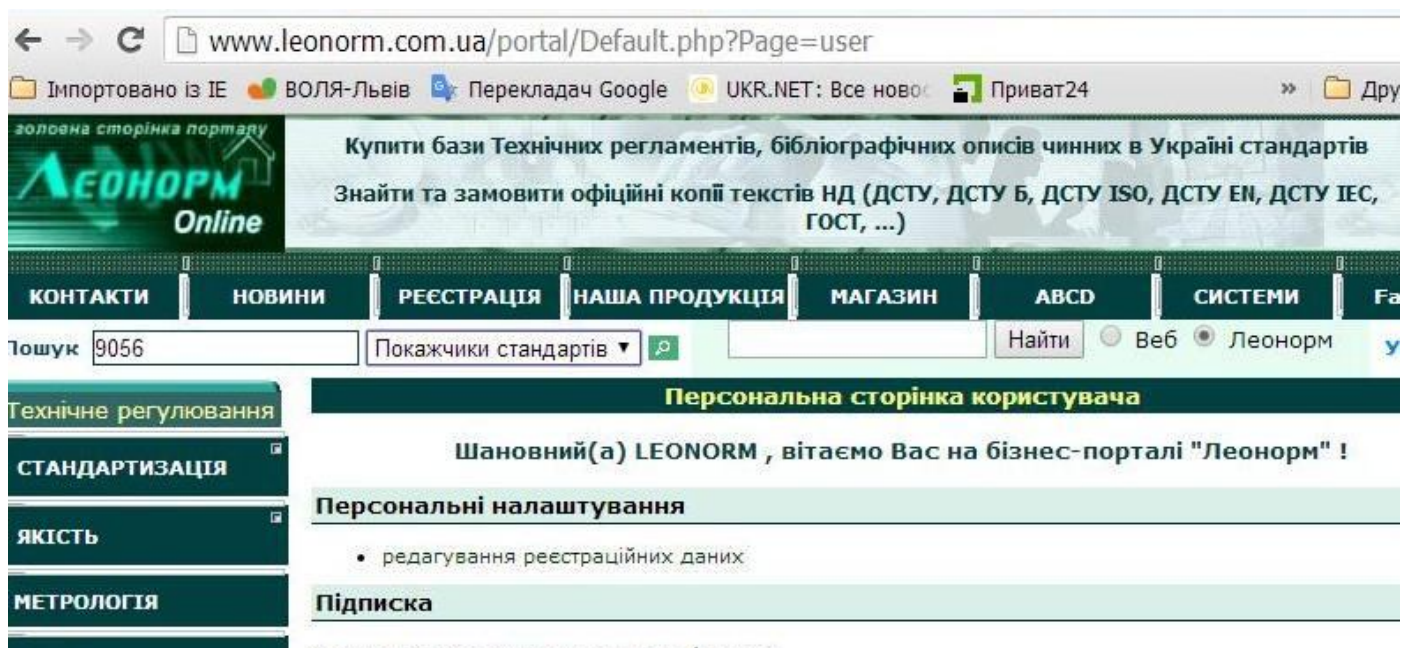 www.leonorm.com.ua/portal/Default.php?Page=user
Імпортовано із IE ВОЛЯ-Львів Перекладач Google UKR.NET: Все новос Приват24 » Дру
головна сторінка порталу
Леонорм
Online
Купити бази Технічних регламентів, бібліографічних описів чинних в Україні стандартів
Знайти та замовити офіційні копії текстів НД (ДСТУ, ДСТУ Б, ДСТУ ISO, ДСТУ EN, ДСТУ IEC,
ГОСТ, ...)
КОНТАКТИ НОВИНИ РЕЄСТРАЦІЯ НАША ПРОДУКЦІЯ МАГАЗИН ABCD СИСТЕМИ Fa
Пошук 9056 Покажчики стандартів Найти Веб Леонорм У
Технічне регулювання
СТАНДАРТИЗАЦІЯ
ЯКІСТЬ
МЕТРОЛОГІЯ
Персональна сторінка користувача
Шановний(а) LEONORM , вітаємо Вас на бізнес-порталі "Леонорм" !
Персональні налаштування
• редагування реєстраційних даних
Підписка